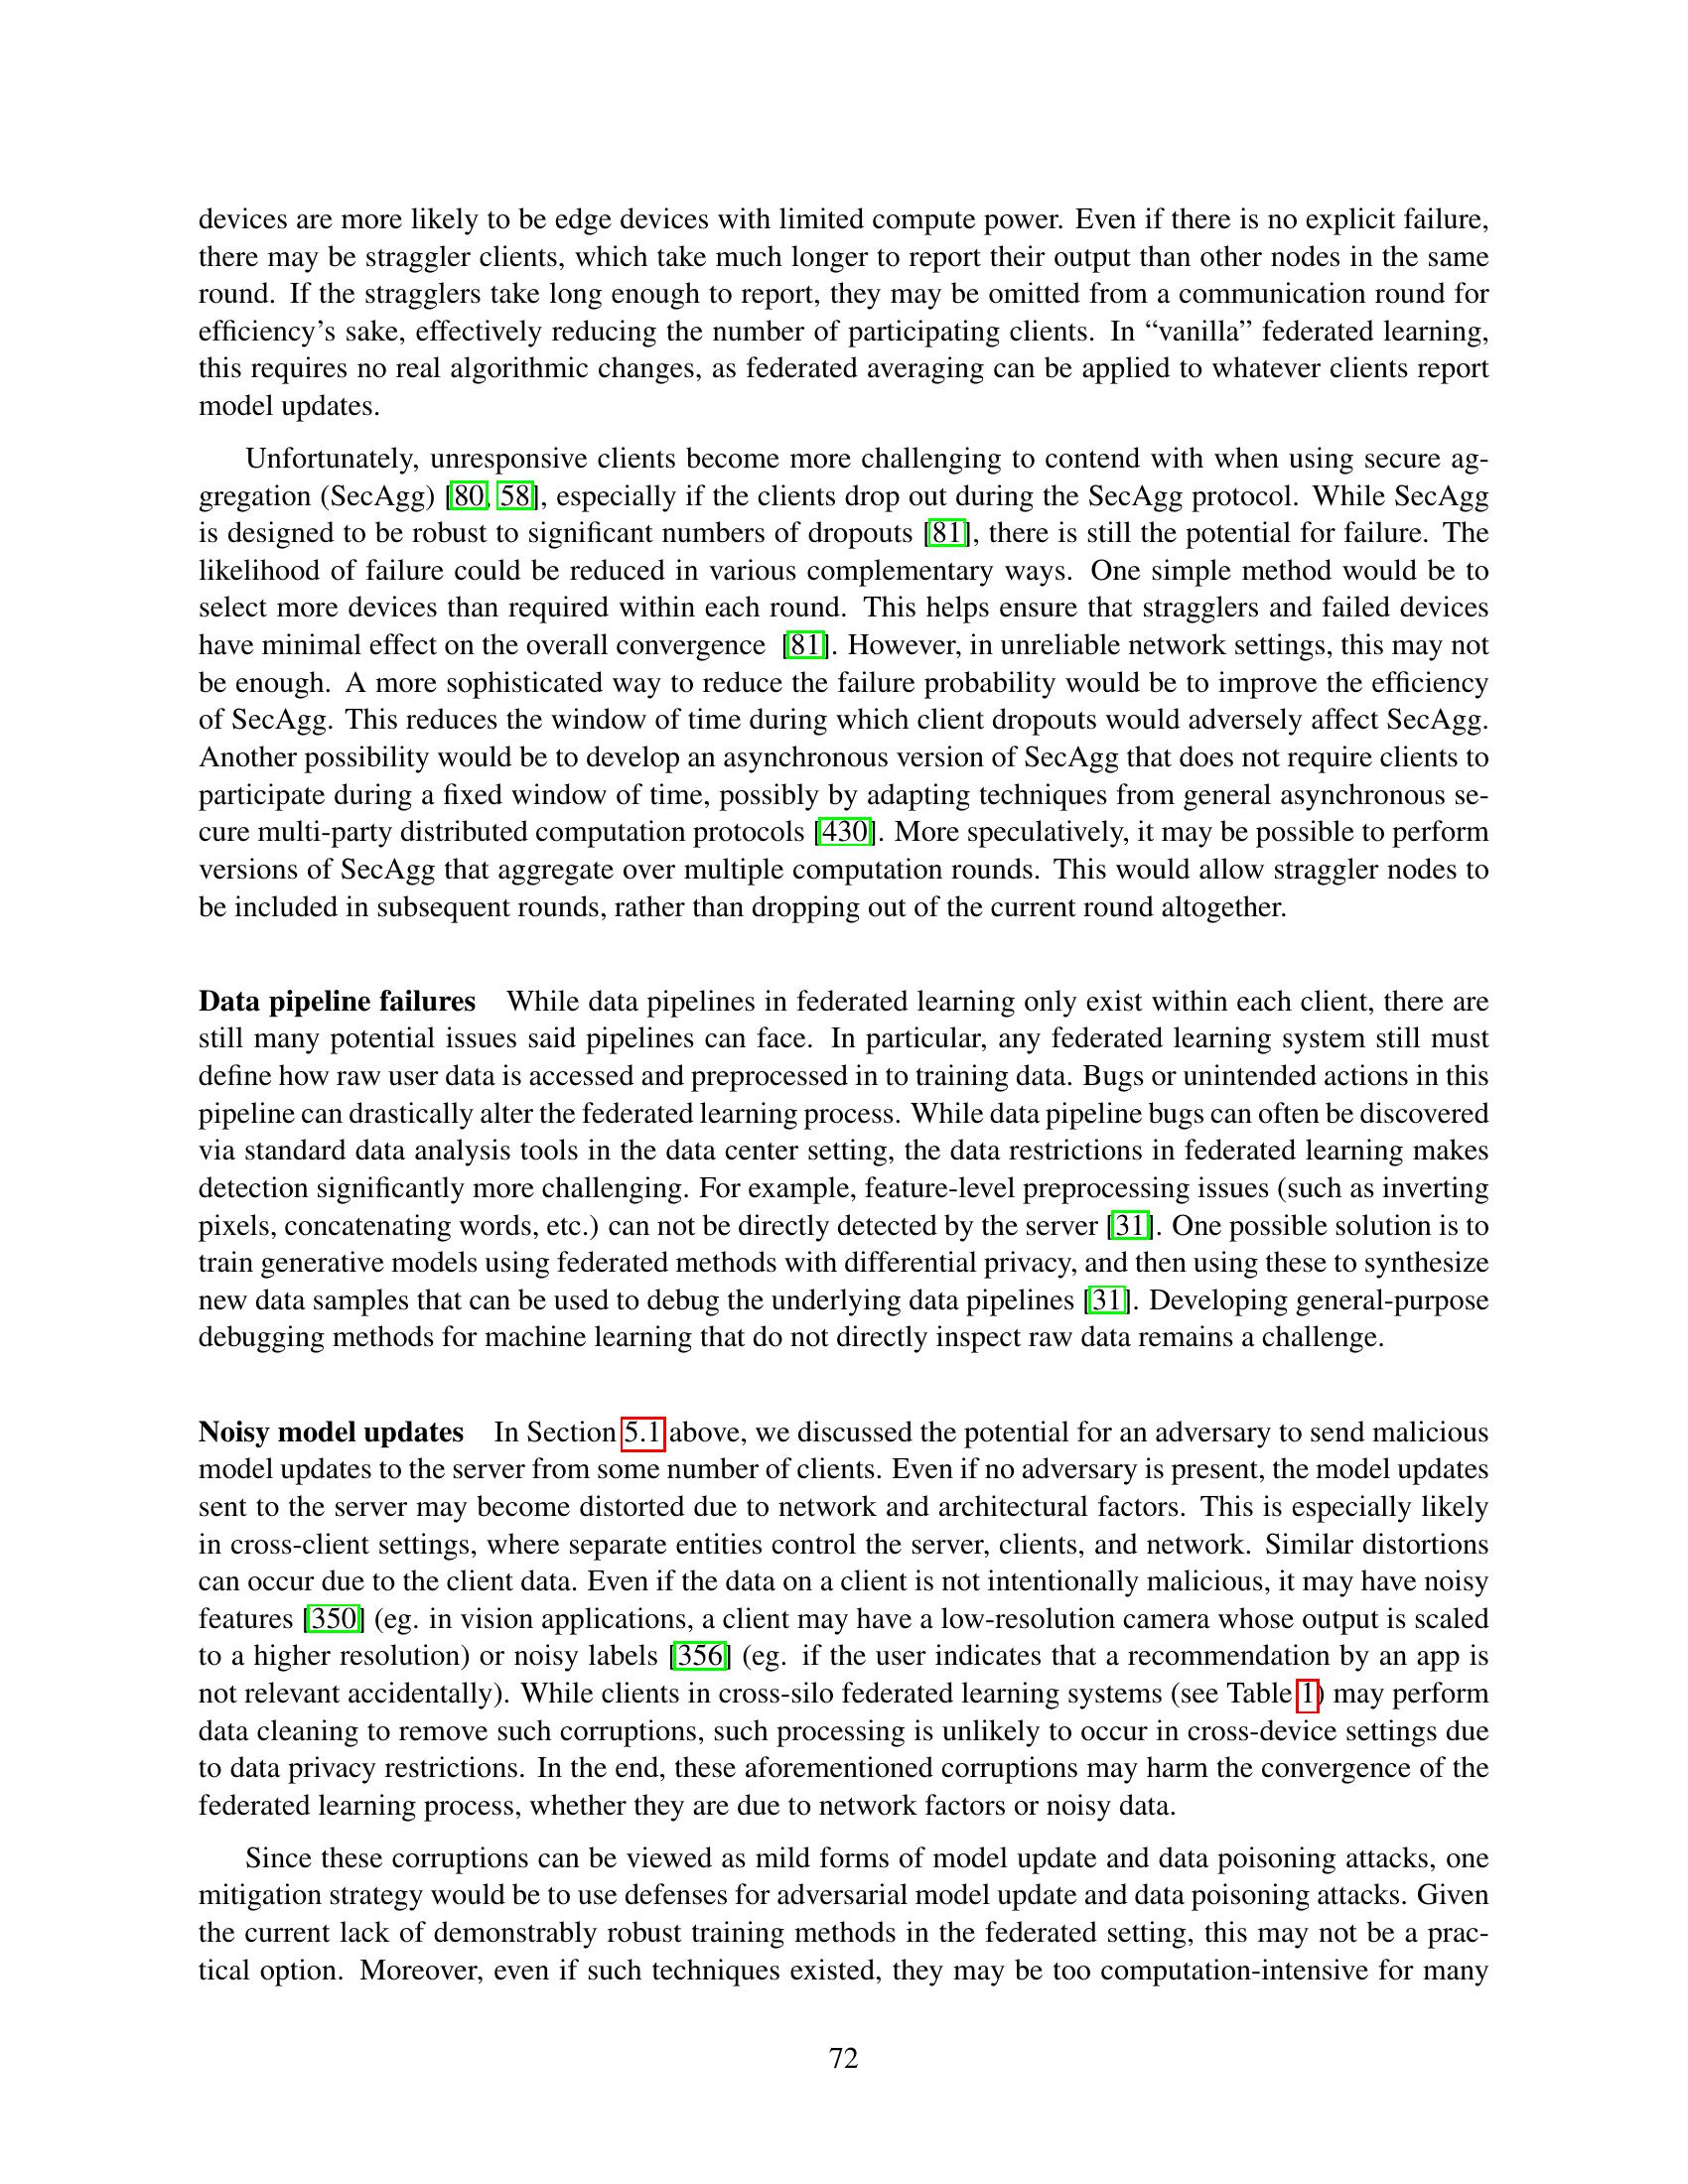 devices are more likely to be edge devices with limited compute power. Even if there is no explicit failure,
there may be straggler clients, which take much longer to report their output than other nodes in the same
round. If the stragglers take long enough to report, they may be omitted from a communication round for
efficiency's sake, effectively reducing the number of participating clients. In “vanilla” federated learning,
this requires no real algorithmic changes, as federated averaging can be applied to whatever clients report
model updates.
Unfortunately, unresponsive clients become more challenging to contend with when using secure ag-
gregation (SecAgg) [80, 58], especially if the clients drop out during the SecAgg protocol. While SecAgg
is designed to be robust to significant numbers of dropouts [81], there is still the potential for failure. The
likelihood of failure could be reduced in various complementary ways. One simple method would be to
select more devices than required within each round. This helps ensure that stragglers and failed devices
have minimal effect on the overall convergence [81]. However, in unreliable network settings, this may not
be enough. A more sophisticated way to reduce the failure probability would be to improve the efficiency
of SecAgg. This reduces the window of time during which client dropouts would adversely affect SecAgg.
Another possibility would be to develop an asynchronous version of SecAgg that does not require clients to
participate during a fixed window of time, possibly by adapting techniques from general asynchronous se-
cure multi-party distributed computation protocols [430]. More speculatively, it may be possible to perform
versions of SecAgg that aggregate over multiple computation rounds. This would allow straggler nodes to
be included in subsequent rounds, rather than dropping out of the current round altogether.
Data pipeline failures While data pipelines in federated learning only exist within each client, there are
still many potential issues said pipelines can face. In particular, any federated learning system still must
define how raw user data is accessed and preprocessed in to training data. Bugs or unintended actions in this
pipeline can drastically alter the federated learning process. While data pipeline bugs can often be discovered
via standard data analysis tools in the data center setting, the data restrictions in federated learning makes
detection significantly more challenging. For example, feature-level preprocessing issues (such as inverting
pixels, concatenating words, etc.) can not be directly detected by the server [31]. One possible solution is to
train generative models using federated methods with differential privacy, and then using these to synthesize
new data samples that can be used to debug the underlying data pipelines [31]. Developing general-purpose
debugging methods for machine learning that do not directly inspect raw data remains a challenge.
Noisy model updates In Section 5.1 above, we discussed the potential for an adversary to send malicious
model updates to the server from some number of clients. Even if no adversary is present, the model updates
sent to the server may become distorted due to network and architectural factors. This is especially likely
in cross-client settings, where separate entities control the server, clients, and network. Similar distortions
can occur due to the client data. Even if the data on a client is not intentionally malicious, it may have noisy
features [350] (eg. in vision applications, a client may have a low-resolution camera whose output is scaled
to a higher resolution) or noisy labels [356] (eg. if the user indicates that a recommendation by an app is
not relevant accidentally). While clients in cross-silo federated learning systems (see Table 1) may perform
data cleaning to remove such corruptions, such processing is unlikely to occur in cross-device settings due
to data privacy restrictions. In the end, these aforementioned corruptions may harm the convergence of the
federated learning process, whether they are due to network factors or noisy data.
Since these corruptions can be viewed as mild forms of model update and data poisoning attacks, one
mitigation strategy would be to use defenses for adversarial model update and data poisoning attacks. Given
the current lack of demonstrably robust training methods in the federated setting, this may not be a prac-
tical option. Moreover, even if such techniques existed, they may be too computation-intensive for many
72